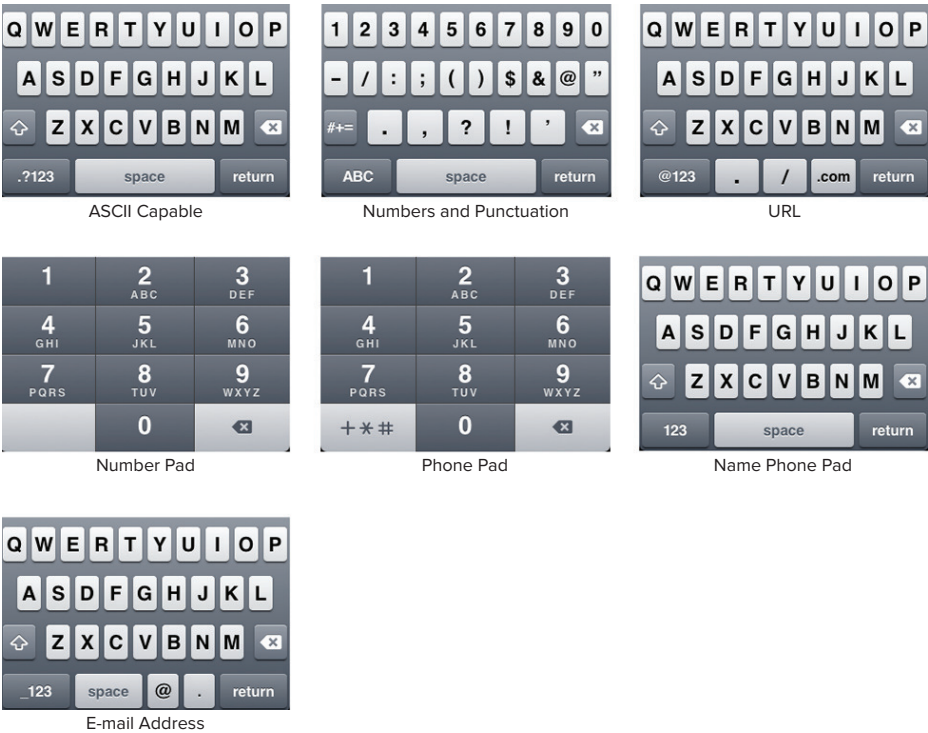 Q W E R T Y U I O P
A S D F G H J K L
Z X C V B N M
.?123 space return
ASCII Capable
1 2 3 4 5 6 7 8 9 0
- / : ; ( ) $ & @ ”
#+= . , ? ! ’
ABC space return
Numbers and Punctuation
Q W E R T Y U I O P
A S D F G H J K L
Z X C V B N M
@123 . / .com return
URL
1 2 3
ABC DEF
4 5 6
GHI JKL MNO
7 8 9
PQRS TUV WXYZ
0
Number Pad
1 2 3
ABC DEF
4 5 6
GHI JKL MNO
7 8 9
PQRS TUV WXYZ
+*# 0
Phone Pad
Q W E R T Y U I O P
A S D F G H J K L
Z X C V B N M
123 space return
Name Phone Pad
Q W E R T Y U I O P
A S D F G H J K L
Z X C V B N M
_123 space @ . return
E-mail Address